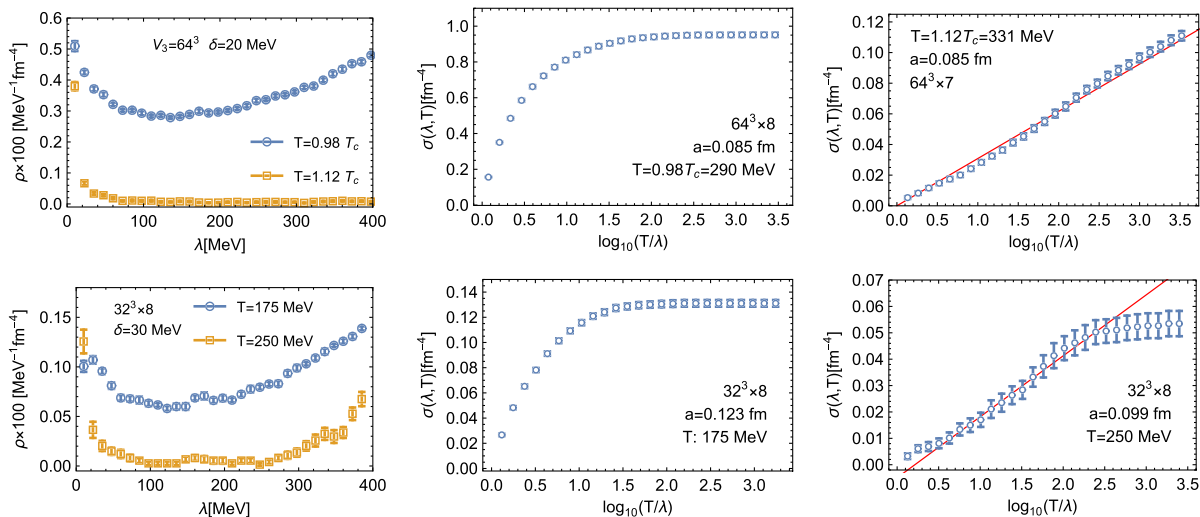 V₃=64³ δ=20 MeV
T=0.98 T_c
T=1.12 T_c
ρ×100 [MeV⁻¹fm⁻⁴]
0.6
0.5
0.4
0.3
0.2
0.1
0.0
0 100 200 300 400
λ[MeV]
σ(λ,T)[fm⁻⁴]
1.0
0.8
0.6
0.4
0.2
0.0
64³×8
a=0.085 fm
T=0.98T_c=290 MeV
0.0 0.5 1.0 1.5 2.0 2.5 3.0 3.5
log₁₀(T/λ)
σ(λ,T)[fm⁻⁴]
0.12
0.10
0.08
0.06
0.04
0.02
0.00
T=1.12T_c=331 MeV
a=0.085 fm
64³×7
0.0 0.5 1.0 1.5 2.0 2.5 3.0 3.5
log₁₀(T/λ)
ρ×100 [MeV⁻¹fm⁻⁴]
0.15
0.10
0.05
0.00
32³×8
δ=30 MeV
T=175 MeV
T=250 MeV
0 100 200 300 400
λ[MeV]
σ(λ,T)[fm⁻⁴]
0.14
0.12
0.10
0.08
0.06
0.04
0.02
0.00
32³×8
a=0.123 fm
T: 175 MeV
0.0 0.5 1.0 1.5 2.0 2.5 3.0
log₁₀(T/λ)
σ(λ,T)[fm⁻⁴]
0.07
0.06
0.05
0.04
0.03
0.02
0.01
0.00
32³×8
a=0.099 fm
T=250 MeV
0.0 0.5 1.0 1.5 2.0 2.5 3.0 3.5
log₁₀(T/λ)